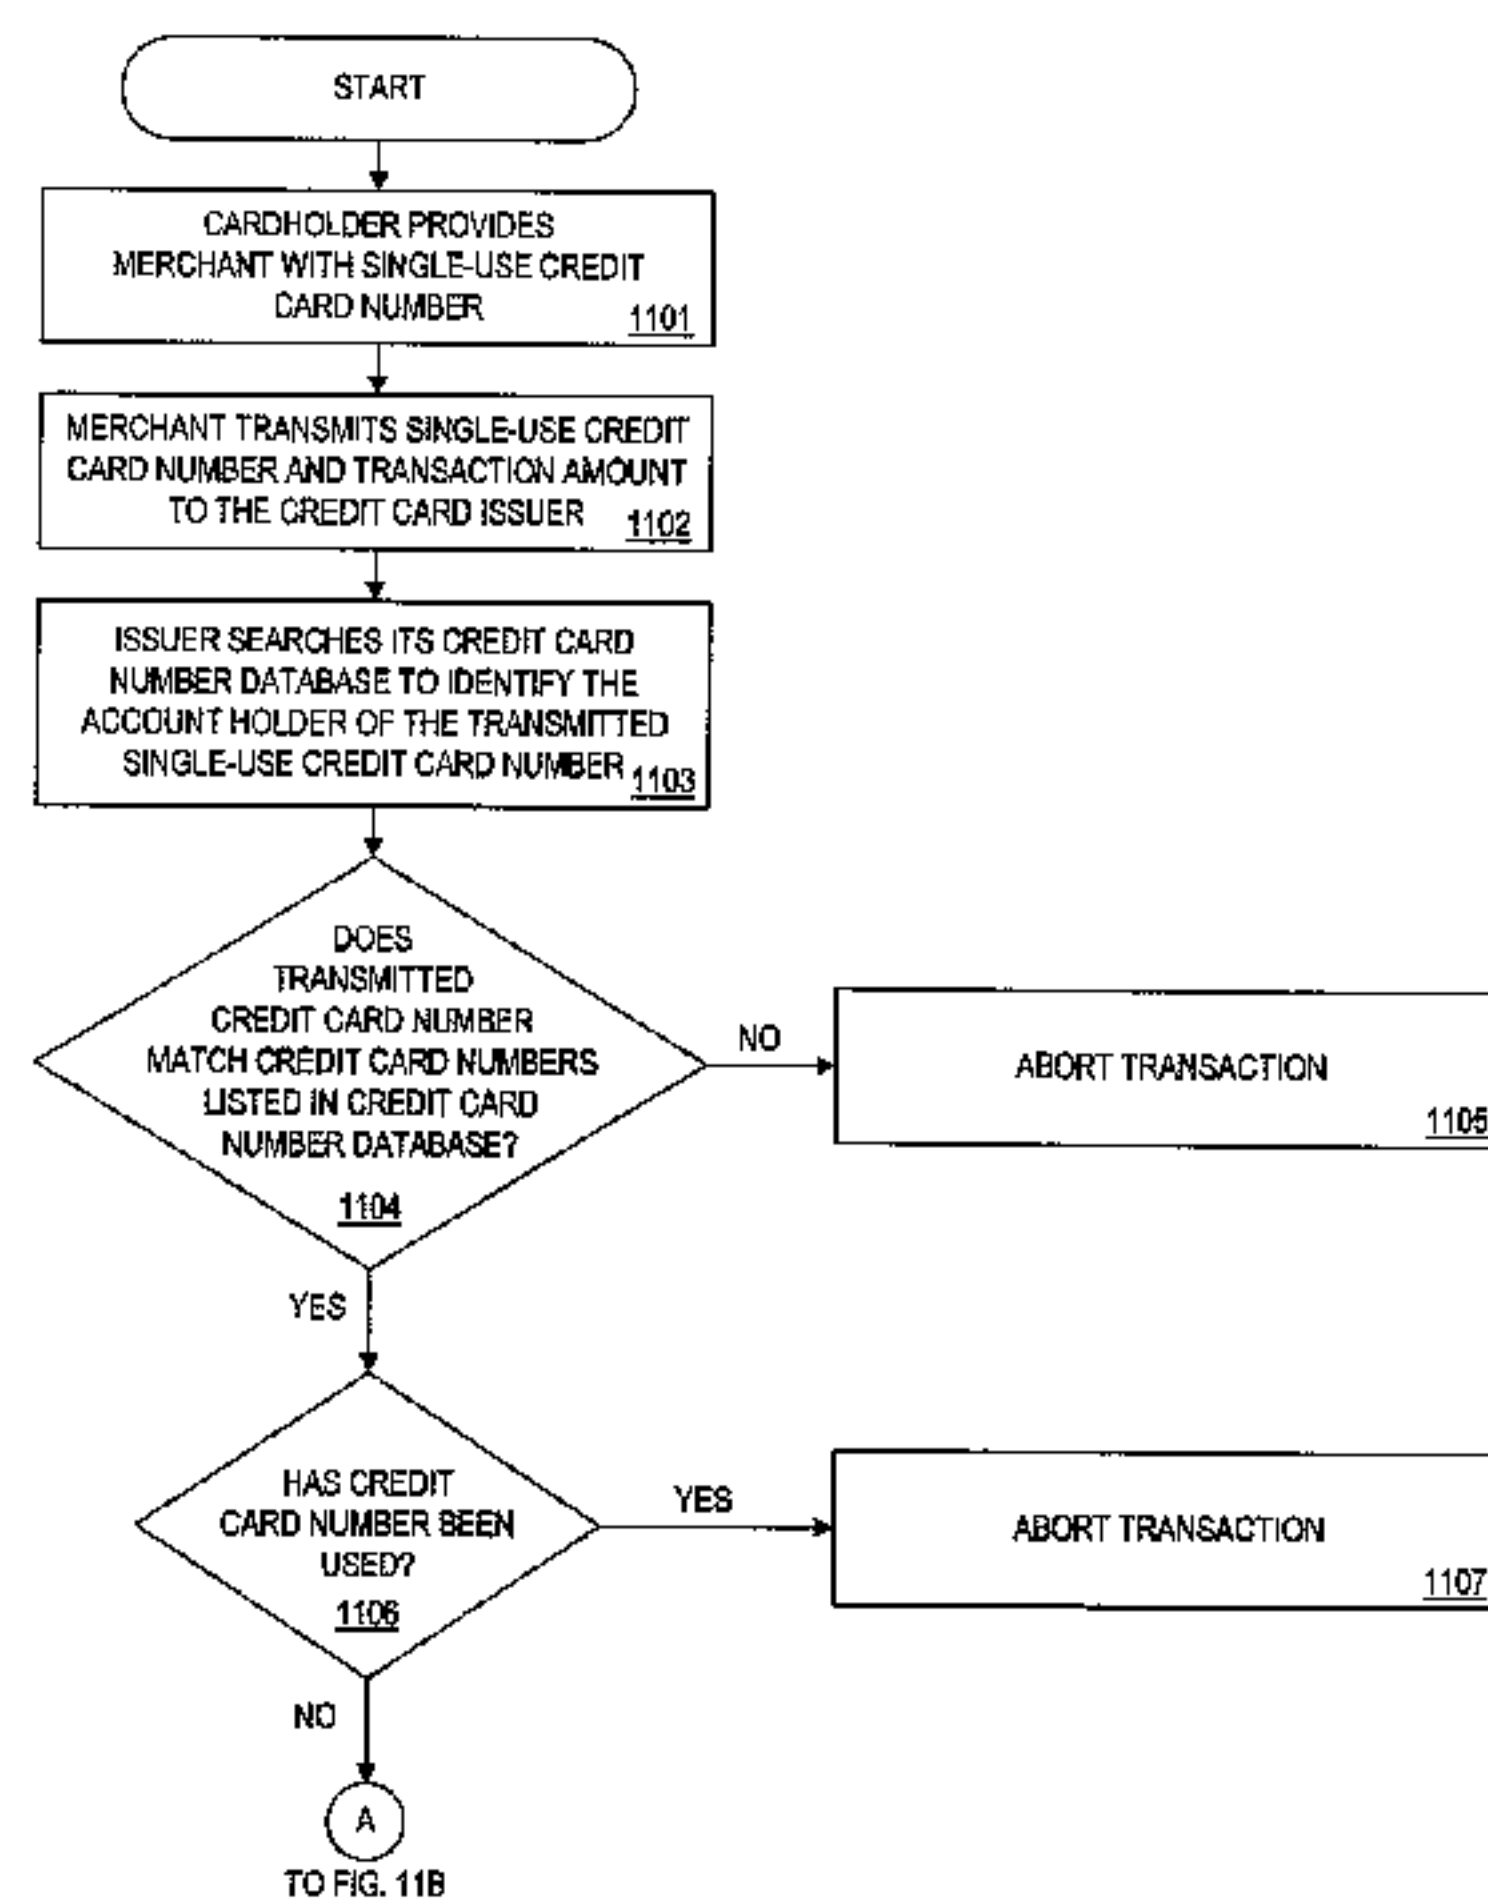 START
CARDHOLDER PROVIDES
MERCHANT WITH SINGLE-USE CREDIT
CARD NUMBER
1101
MERCHANT TRANSMITS SINGLE-USE CREDIT
CARD NUMBER AND TRANSACTION AMOUNT
TO THE CREDIT CARD ISSUER
1102
ISSUER SEARCHES ITS CREDIT CARD
NUMBER DATABASE TO IDENTIFY THE
ACCOUNT HOLDER OF THE TRANSMITTED
SINGLE-USE CREDIT CARD NUMBER
1103
DOES
TRANSMITTED
CREDIT CARD NUMBER
MATCH CREDIT CARD NUMBERS
LISTED IN CREDIT CARD
NUMBER DATABASE?
1104
NO
ABORT TRANSACTION
1105
YES
HAS CREDIT
CARD NUMBER BEEN
USED?
1106
YES
ABORT TRANSACTION
1107
NO
A
TO FIG. 11B